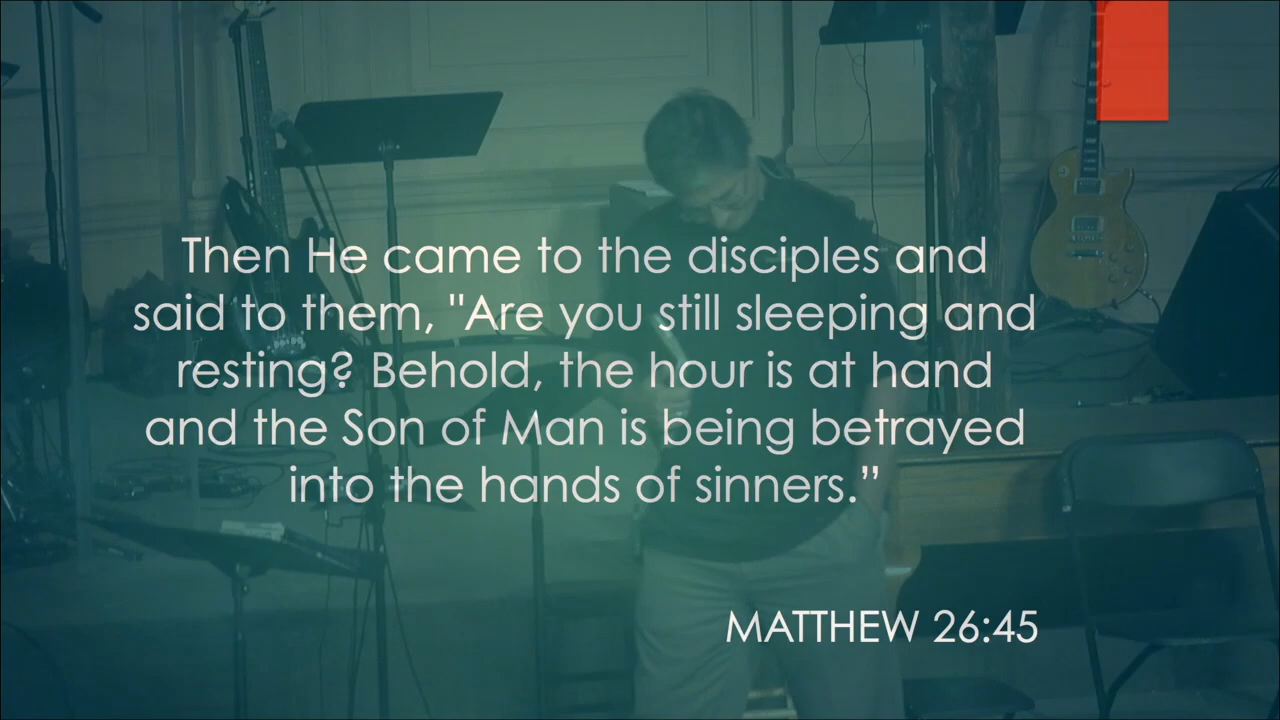 Then He came to the disciples and
said to them, "Are you still sleeping and
resting? Behold, the hour is at hand
and the Son of Man is being betrayed
into the hands of sinners.”
MATTHEW 26:45